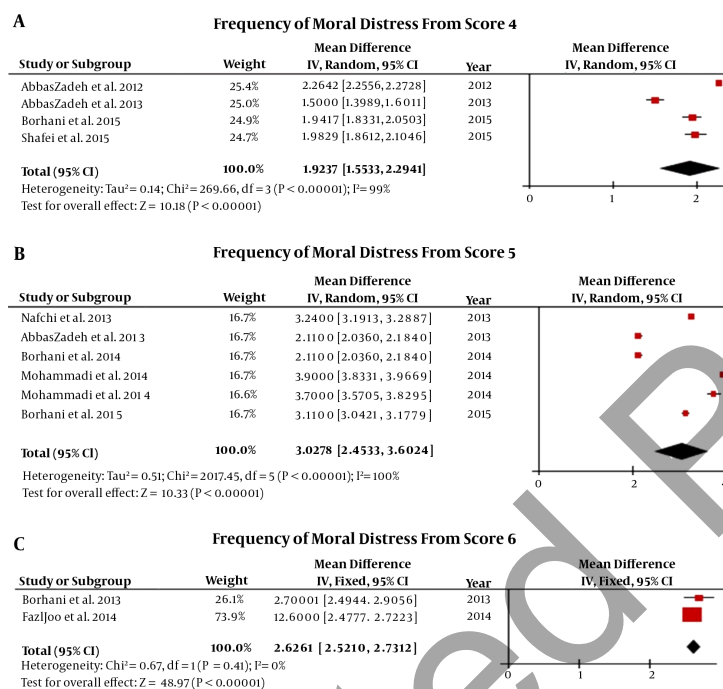 A
Frequency of Moral Distress From Score 4
Mean Difference Mean Difference
Study or Subgroup Weight IV, Random, 95% CI Year IV, Random, 95% CI
AbbasZadeh et al. 2012 25.4% 2.2642 [2.2556,2.2728] 2012
AbbasZadeh et al. 2013 25.0% 1.5000 [1.3989,1.6011] 2013
Borhani et al. 2015 24.9% 1.9417 [1.8331,2.0503] 2015
Shafei et al. 2015 24.7% 1.9829 [1.8612,2.1046] 2015
Total (95% CI) 100.0% 1.9237 [1.5533, 2.2941]
Heterogeneity: Tau²= 0.14; Chi²= 269.66, df = 3 (P < 0.00001); I²= 99%
Test for overall effect: Z = 10.18 (P < 0.00001)
0 1 2
B
Frequency of Moral Distress From Score 5
Mean Difference Mean Difference
Study or Subgroup Weight IV, Random, 95% CI Year IV, Random, 95% CI
Nafchi et al. 2013 16.7% 3.2400 [3.1913, 3.2887] 2013
AbbasZadeh et al. 2013 16.7% 2.1100 [2.0360, 2.1840] 2013
Borhani et al. 2014 16.7% 2.1100 [2.0360, 2.1840] 2014
Mohammadi et al. 2014 16.7% 3.9000 [3.8331, 3.9669] 2014
Mohammadi et al. 2014 16.6% 3.7000 [3.5705, 3.8295] 2014
Borhani et al. 2015 16.7% 3.1100 [3.0421, 3.1779] 2015
Total (95% CI) 100.0% 3.0278 [2.4533, 3.6024]
Heterogeneity: Tau²= 0.51; Chi²= 2017.45, df = 5 (P < 0.00001); I²= 100%
Test for overall effect: Z = 10.33 (P < 0.00001)
0 2
C
Frequency of Moral Distress From Score 6
Mean Difference Mean Difference
Study or Subgroup Weight IV, Fixed, 95% CI Year IV, Fixed, 95% CI
Borhani et al. 2013 26.1% 2.70001 [2.4944. 2.9056] 2013
FazlJoo et al. 2014 73.9% 12.6000 [2.4777. 2.7223] 2014
Total (95% CI) 100.0% 2.6261 [2.5210, 2.7312]
Heterogeneity: Chi²= 0.67, df = 1 (P = 0.41); I²= 0%
Test for overall effect: Z = 48.97 (P < 0.00001)
0 1 2